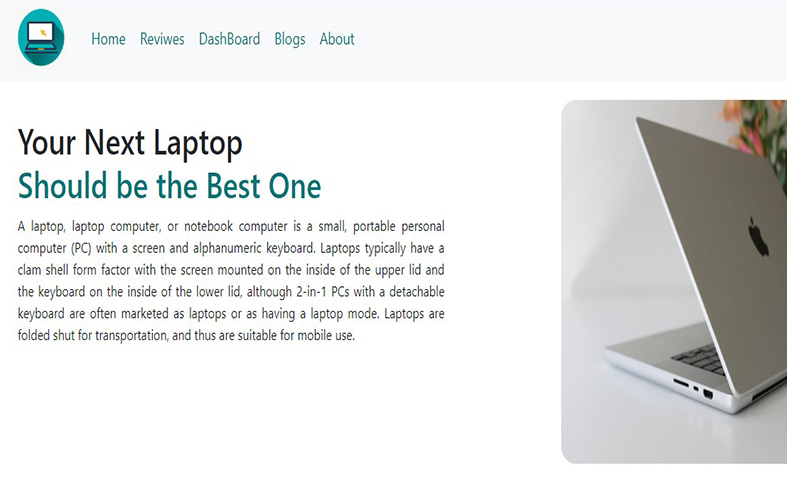 Home Reviwes DashBoard Blogs About
Your Next Laptop
Should be the Best One
A laptop, laptop computer, or notebook computer is a small, portable personal
computer (PC) with a screen and alphanumeric keyboard. Laptops typically have a
clam shell form factor with the screen mounted on the inside of the upper lid and
the keyboard on the inside of the lower lid, although 2-in-1 PCs with a detachable
keyboard are often marketed as laptops or as having a laptop mode. Laptops are
folded shut for transportation, and thus are suitable for mobile use.